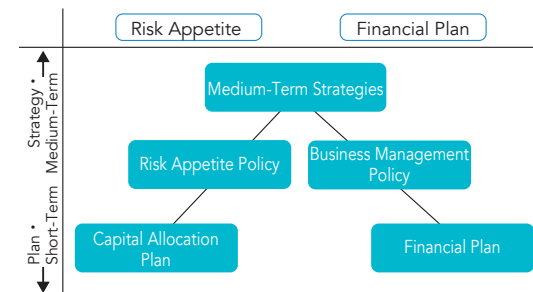 Risk Appetite
Financial Plan
Strategy •
Medium-Term
Medium-Term Strategies
Risk Appetite Policy
Business Management
Policy
Plan •
Short-Term
Capital Allocation
Plan
Financial Plan